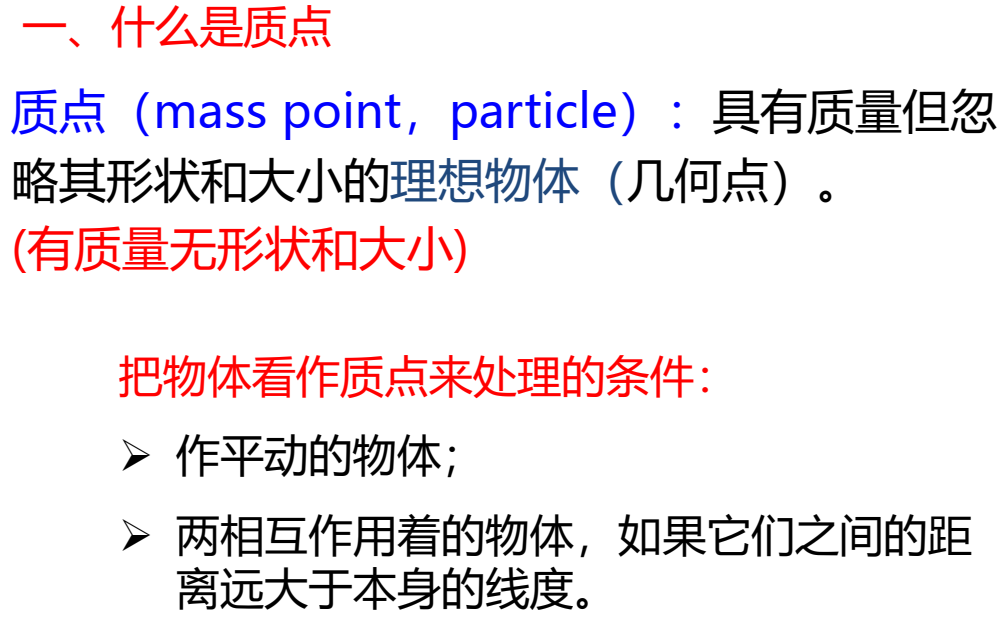 一、什么是质点
质点（mass point，particle）：具有质量但忽
略其形状和大小的理想物体（几何点）。
(有质量无形状和大小)
把物体看作质点来处理的条件：
➢ 作平动的物体；
➢ 两相互作用着的物体，如果它们之间的距
离远大于本身的线度。